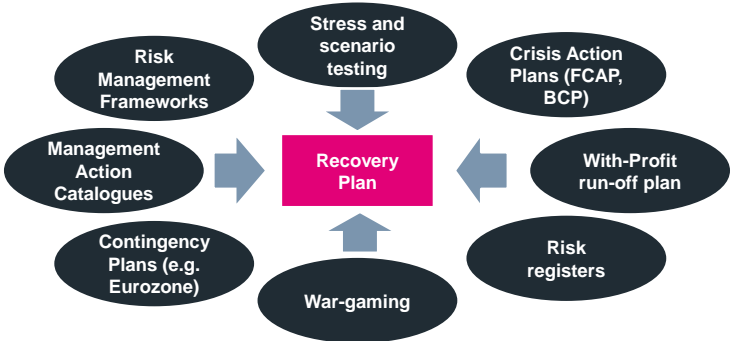 Stress and
scenario
testing
Risk
Management
Frameworks
Crisis Action
Plans (FCAP,
BCP)
Management
Action
Catalogues
Recovery
Plan
With-Profit
run-off plan
Contingency
Plans (e.g.
Eurozone)
War-gaming
Risk
registers